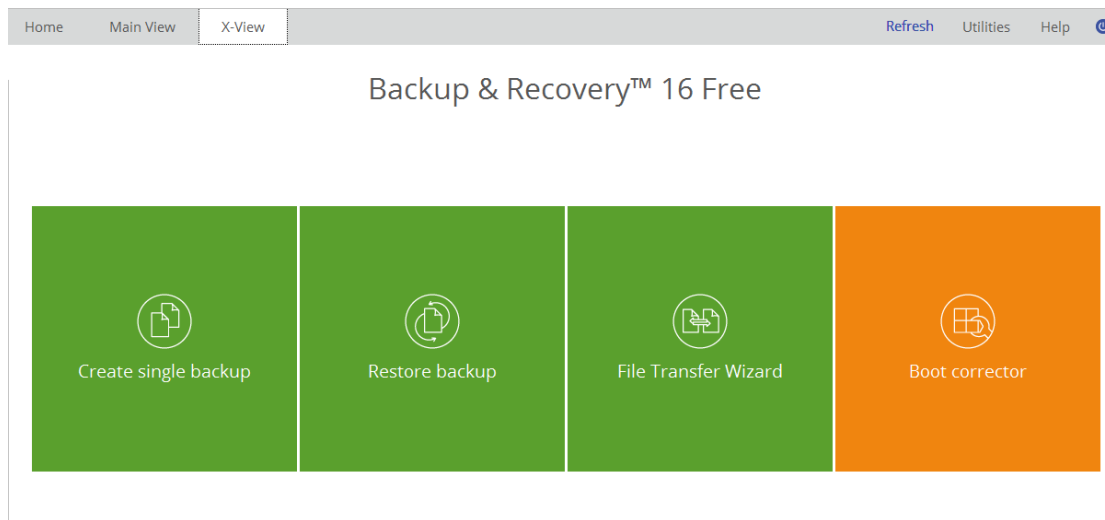 Home Main View X-View Refresh Utilities Help
Backup & Recovery™ 16 Free
Create single backup Restore backup File Transfer Wizard Boot corrector